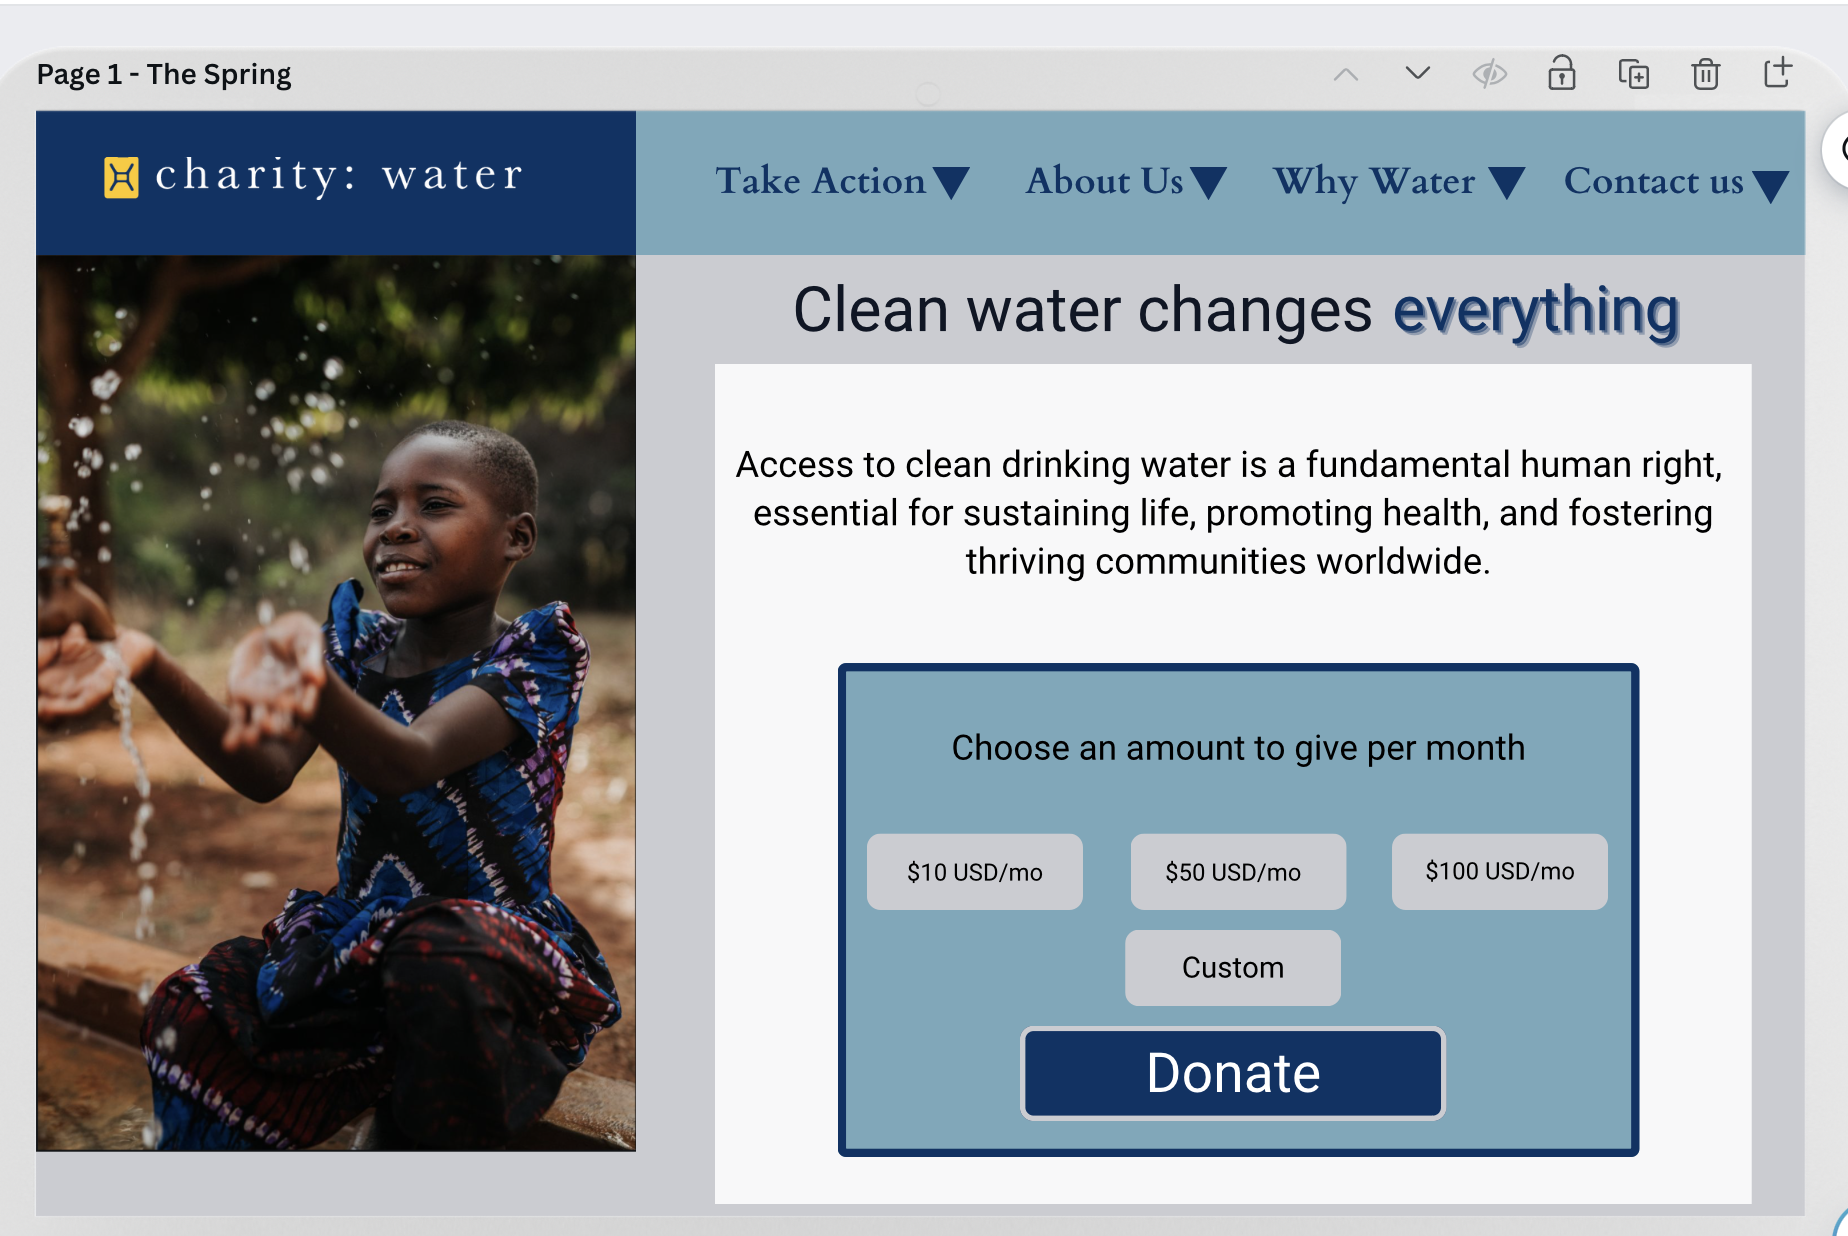 Page 1 - The Spring
charity: water
Take Action About Us Why Water Contact us
Clean water changes everything
Access to clean drinking water is a fundamental human right,
essential for sustaining life, promoting health, and fostering
thriving communities worldwide.
Choose an amount to give per month
$10 USD/mo $50 USD/mo $100 USD/mo
Custom
Donate